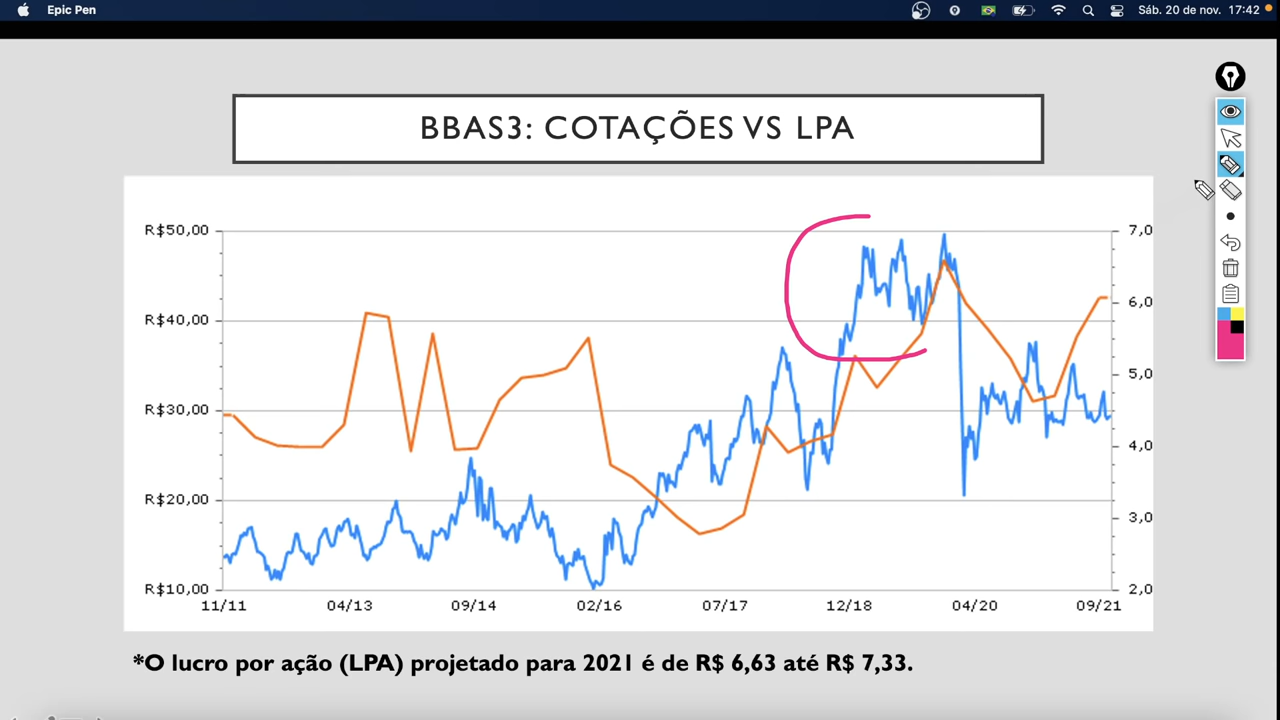 Epic Pen
Sáb. 20 de nov. 17:42
BBAS3: COTAÇÕES VS LPA
R$50,00
R$40,00
R$30,00
R$20,00
R$10,00
7,0
6,0
5,0
4,0
3,0
2,0
11/11 04/13 09/14 02/16 07/17 12/18 04/20 09/21
*O lucro por ação (LPA) projetado para 2021 é de R$ 6,63 até R$ 7,33.